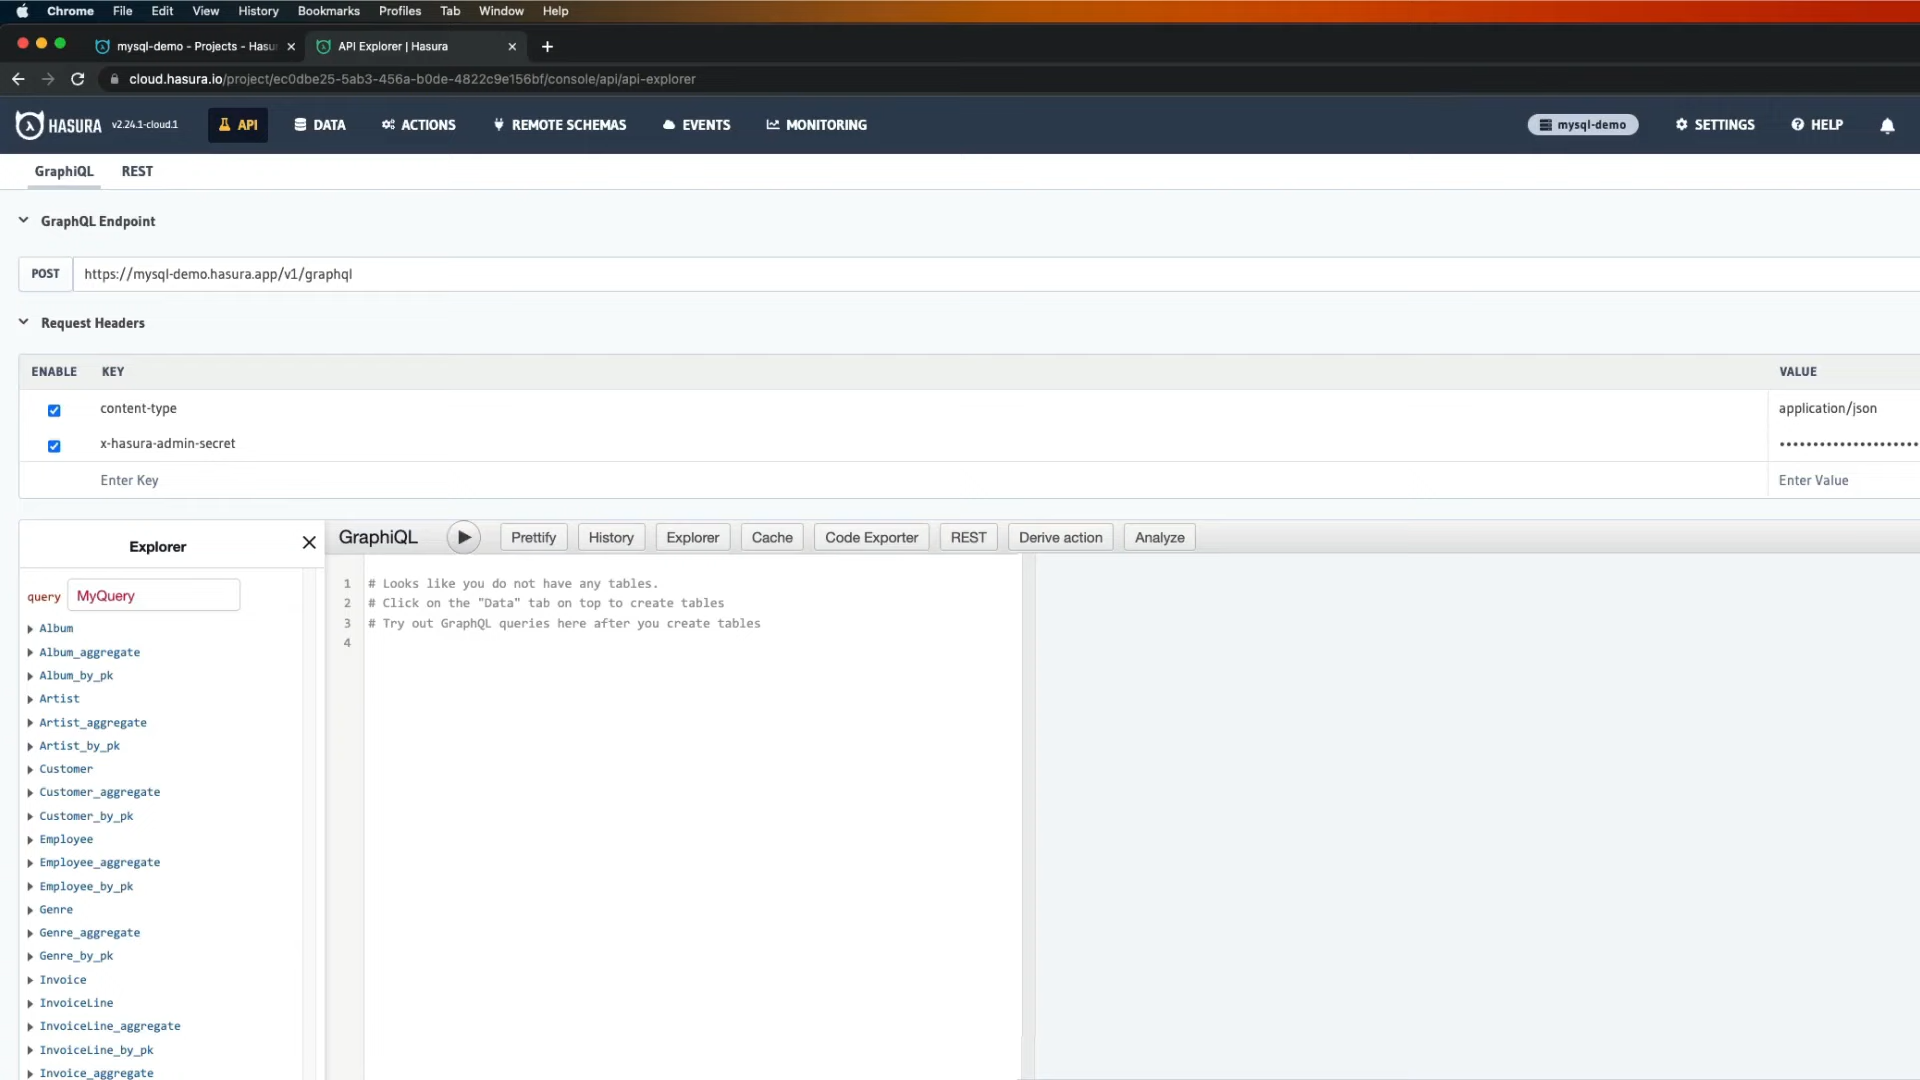 Chrome File Edit View History Bookmarks Profiles Tab Window Help
mysql-demo - Projects - Hasu
API Explorer | Hasura
cloud.hasura.io/project/ec0dbe25-5ab3-456a-b0de-4822c9e156bf/console/api/api-explorer
HASURA v2.24.1-cloud.1 API DATA ACTIONS REMOTE SCHEMAS EVENTS MONITORING mysql-demo SETTINGS HELP
GraphiQL REST
GraphQL Endpoint
POST https://mysql-demo.hasura.app/v1/graphql
Request Headers
ENABLE KEY VALUE
content-type application/json
x-hasura-admin-secret ••••••••••••••••••••
Enter Key Enter Value
Explorer
GraphiQL Prettify History Explorer Cache Code Exporter REST Derive action Analyze
query MyQuery
Album
Album_aggregate
Album_by_pk
Artist
Artist_aggregate
Artist_by_pk
Customer
Customer_aggregate
Customer_by_pk
Employee
Employee_aggregate
Employee_by_pk
Genre
Genre_aggregate
Genre_by_pk
Invoice
InvoiceLine
InvoiceLine_aggregate
InvoiceLine_by_pk
Invoice_aggregate
1 # Looks like you do not have any tables.
2 # Click on the "Data" tab on top to create tables
3 # Try out GraphQL queries here after you create tables
4